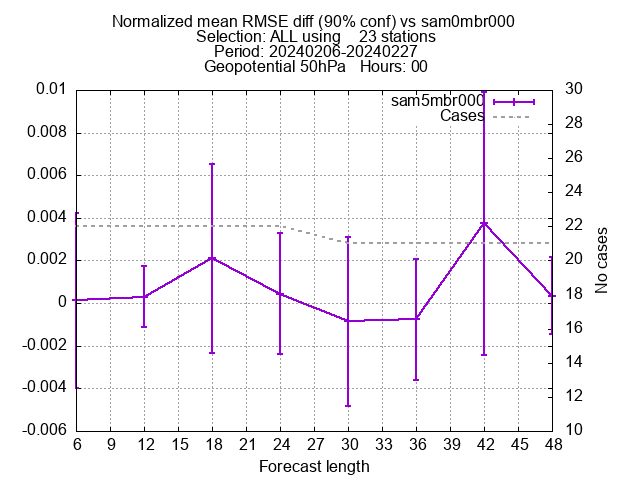 Normalized mean RMSE diff (90% conf) vs sam0mbr000
Selection: ALL using    23 stations
Period: 20240206-20240227
Geopotential 50hPa   Hours: 00
sam5mbr000
Cases
0.01
0.008
0.006
0.004
0.002
0
-0.002
-0.004
-0.006
30
28
26
24
22
20
18
16
14
12
10
No cases
6 9 12 15 18 21 24 27 30 33 36 39 42 45 48
Forecast length